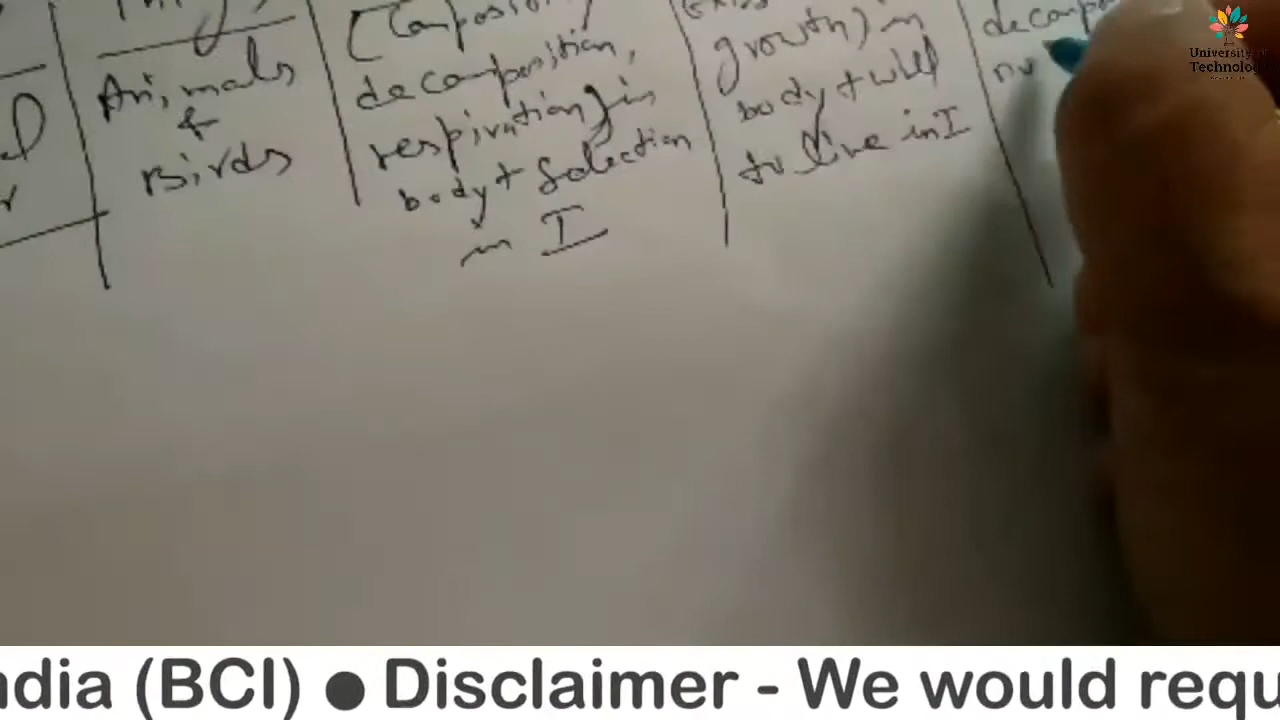 Animals
&
Birds
(Composition
decomposition,
respiration) in
body + Selection
in I
growth) in
body + will
to live in I
University of
Technology
ndia (BCI) ● Disclaimer - We would requ